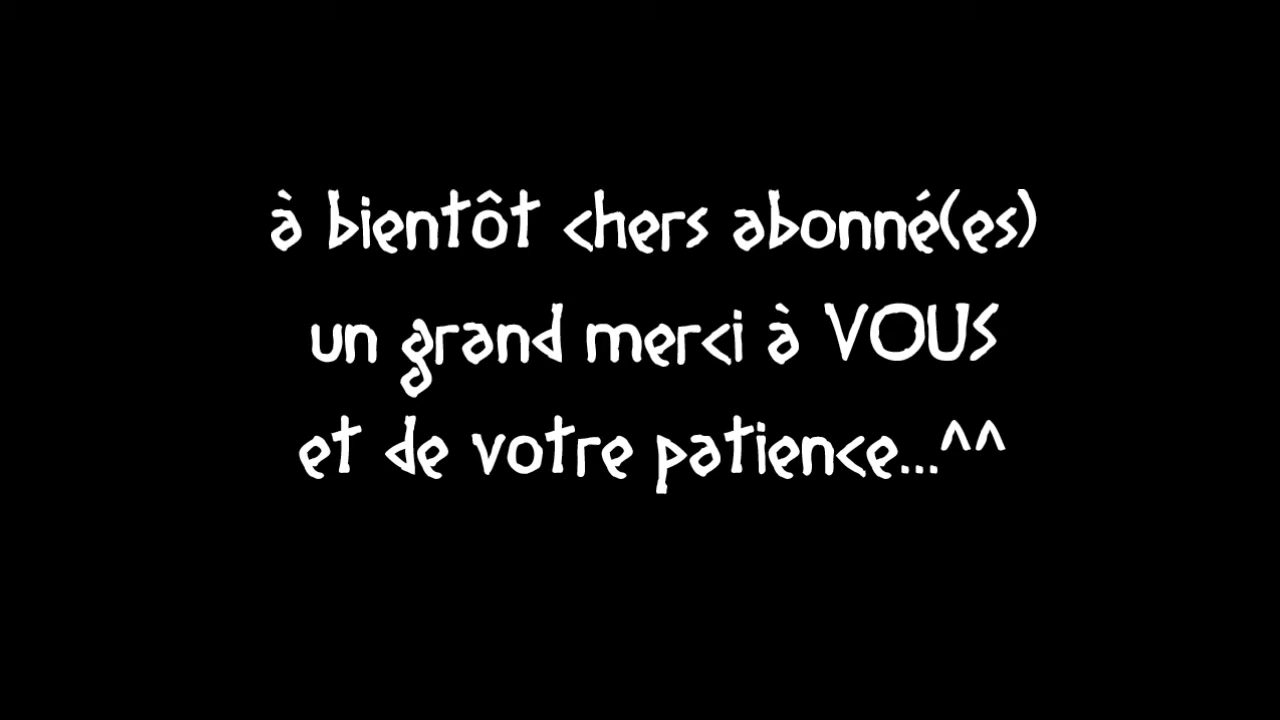 à bientôt chers abonné(es)
un grand merci à VOUS
et de votre patience...^^